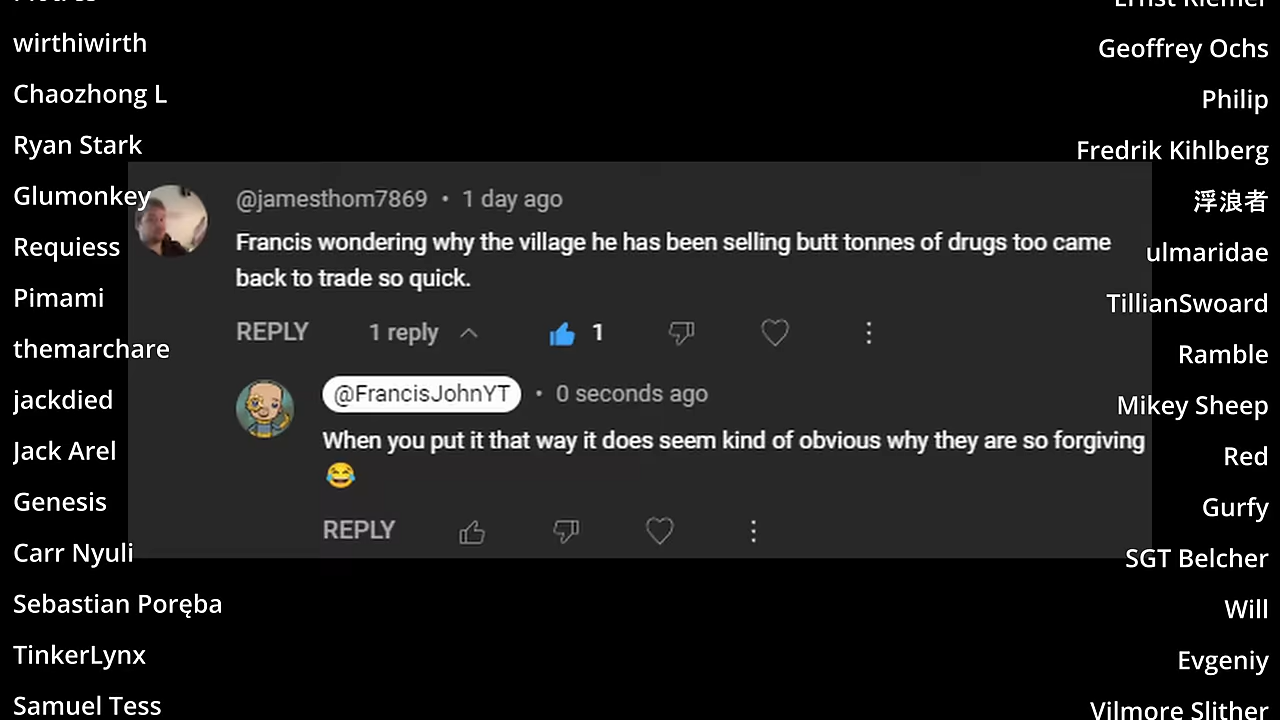 wirthiwirth
Chaozhong L
Ryan Stark
Glumonkey
Requiess
Pimami
themarchare
jackdied
Jack Arel
Genesis
Carr Nyuli
Sebastian Poręba
TinkerLynx
Samuel Tess
@jamesthom7869 • 1 day ago
Francis wondering why the village he has been selling butt tonnes of drugs too came
back to trade so quick.
REPLY 1 reply 1
@FrancisJohnYT • 0 seconds ago
When you put it that way it does seem kind of obvious why they are so forgiving
😂
REPLY
Ernst Riemer
Geoffrey Ochs
Philip
Fredrik Kihlberg
浮浪者
ulmaridae
TillianSwoard
Ramble
Mikey Sheep
Red
Gurfy
SGT Belcher
Will
Evgeniy
Vilmore Slither